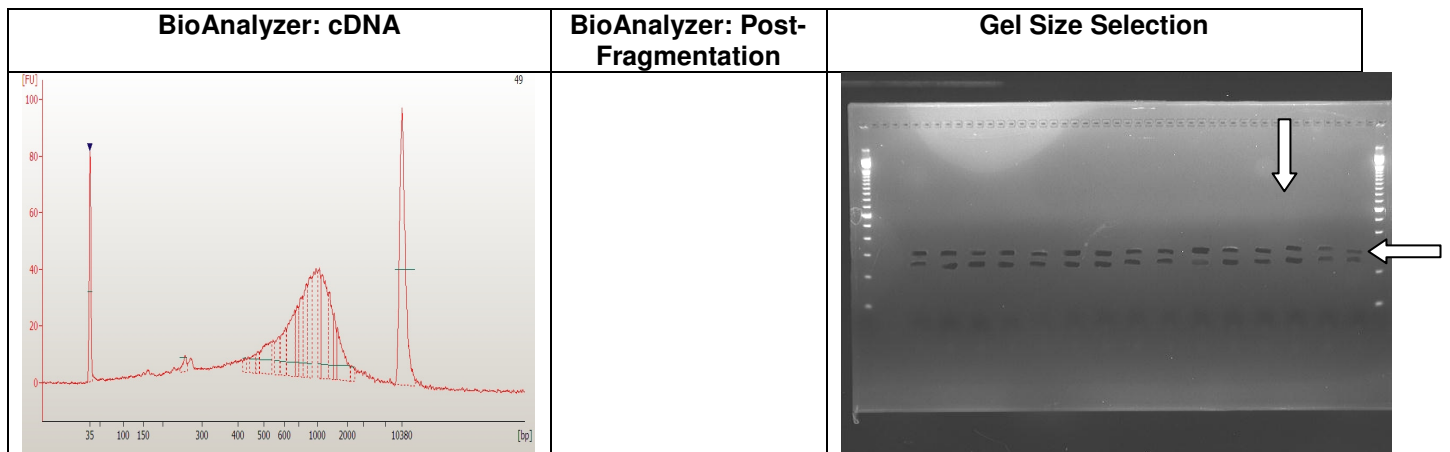 BioAnalyzer: cDNA
BioAnalyzer: Post-
Fragmentation
Gel Size Selection
[FU]
49
100
80
60
40
20
0
35 100 150 300 400 500 600 1000 2000 10380 [bp]